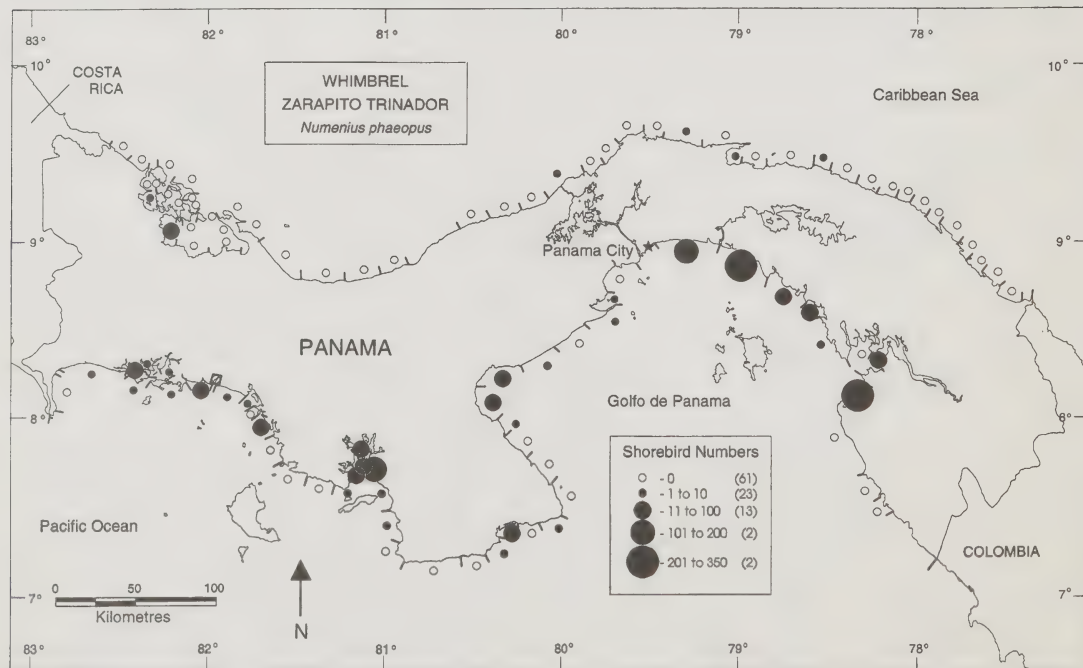 83° 82° 81° 80° 79° 78°
10° 10°
COSTA
RICA
WHIMBREL
ZARAPITO TRINADOR
Numenius phaeopus
Caribbean Sea
9° 9°
Panama City
PANAMA
8° 8°
Golfo de Panama
Shorebird Numbers
- 0 (61)
- 1 to 10 (23)
- 11 to 100 (13)
- 101 to 200 (2)
- 201 to 350 (2)
Pacific Ocean
COLOMBIA
7° 7°
0 50 100
Kilometres
N
83° 82° 81° 80° 79° 78°